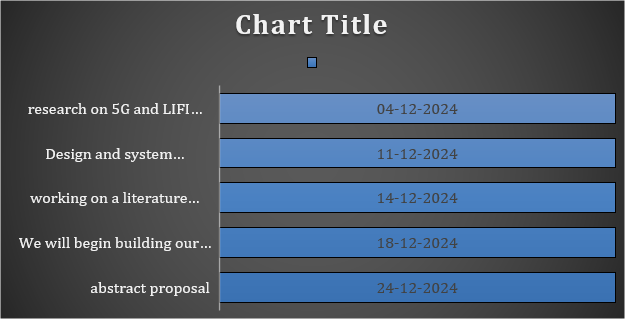 Chart Title
research on 5G and LIFI... 04-12-2024
Design and system... 11-12-2024
working on a literature... 14-12-2024
We will begin building our... 18-12-2024
abstract proposal 24-12-2024